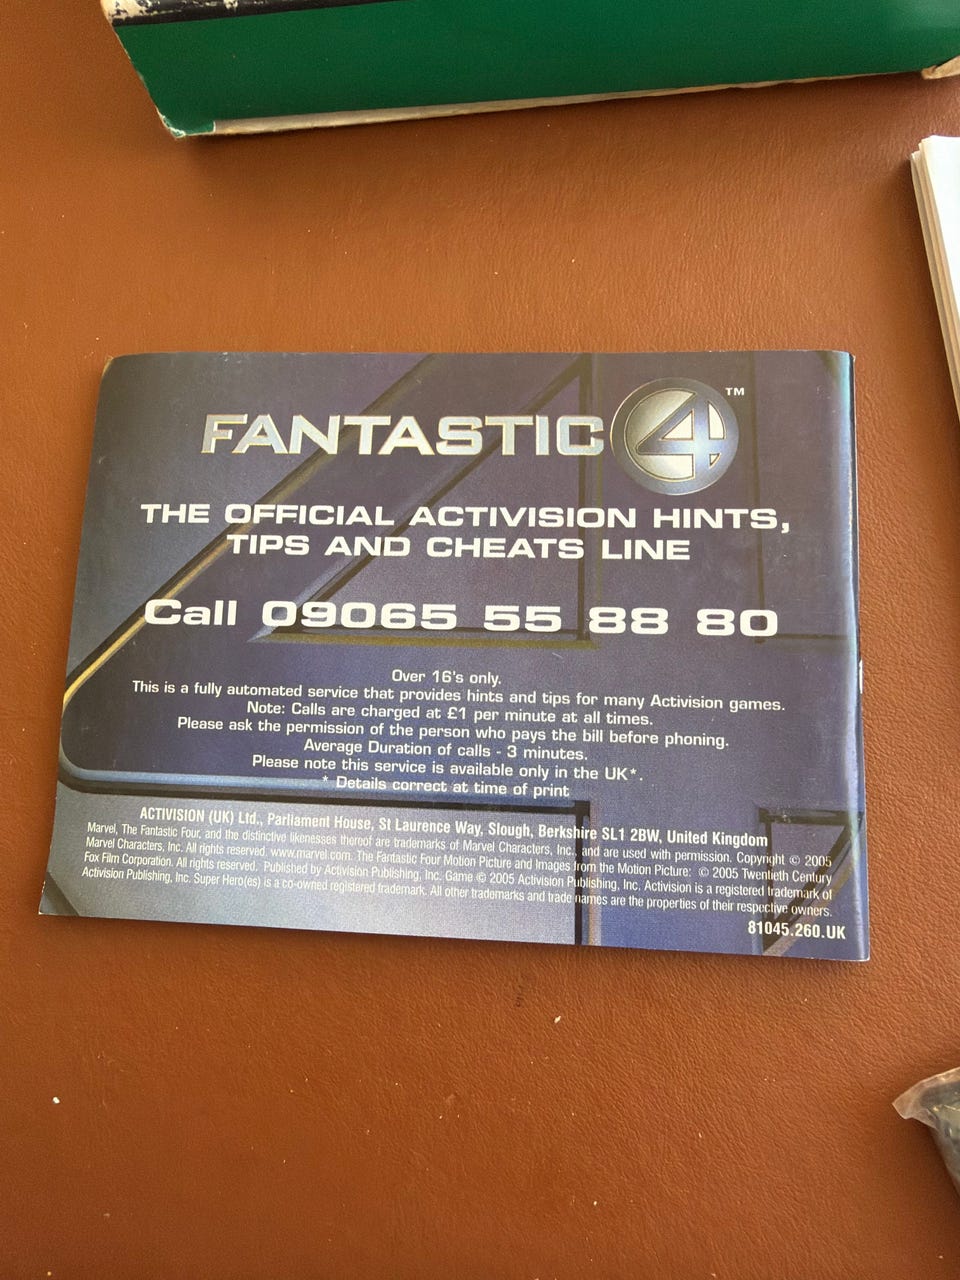 FANTASTIC 4 ™
THE OFFICIAL ACTIVISION HINTS,
TIPS AND CHEATS LINE
Call 09065 55 88 80
Over 16's only.
This is a fully automated service that provides hints and tips for many Activision games.
Note: Calls are charged at £1 per minute at all times.
Please ask the permission of the person who pays the bill before phoning.
Average Duration of calls - 3 minutes.
Please note this service is available only in the UK*.
* Details correct at time of print
ACTIVISION (UK) Ltd., Parliament House, St Laurence Way, Slough, Berkshire SL1 2BW, United Kingdom
Marvel, The Fantastic Four, and the distinctive likenesses thereof are trademarks of Marvel Characters, Inc., and are used with permission. Copyright © 2005
Marvel Characters, Inc. All rights reserved. www.marvel.com. The Fantastic Four Motion Picture and Images from the Motion Picture: © 2005 Twentieth Century
Fox Film Corporation. All rights reserved. Published by Activision Publishing, Inc. Game © 2005 Activision Publishing, Inc. Activision is a registered trademark of
Activision Publishing, Inc. Super Hero(es) is a co-owned registered trademark. All other trademarks and trade names are the properties of their respective owners.
81045.260.UK